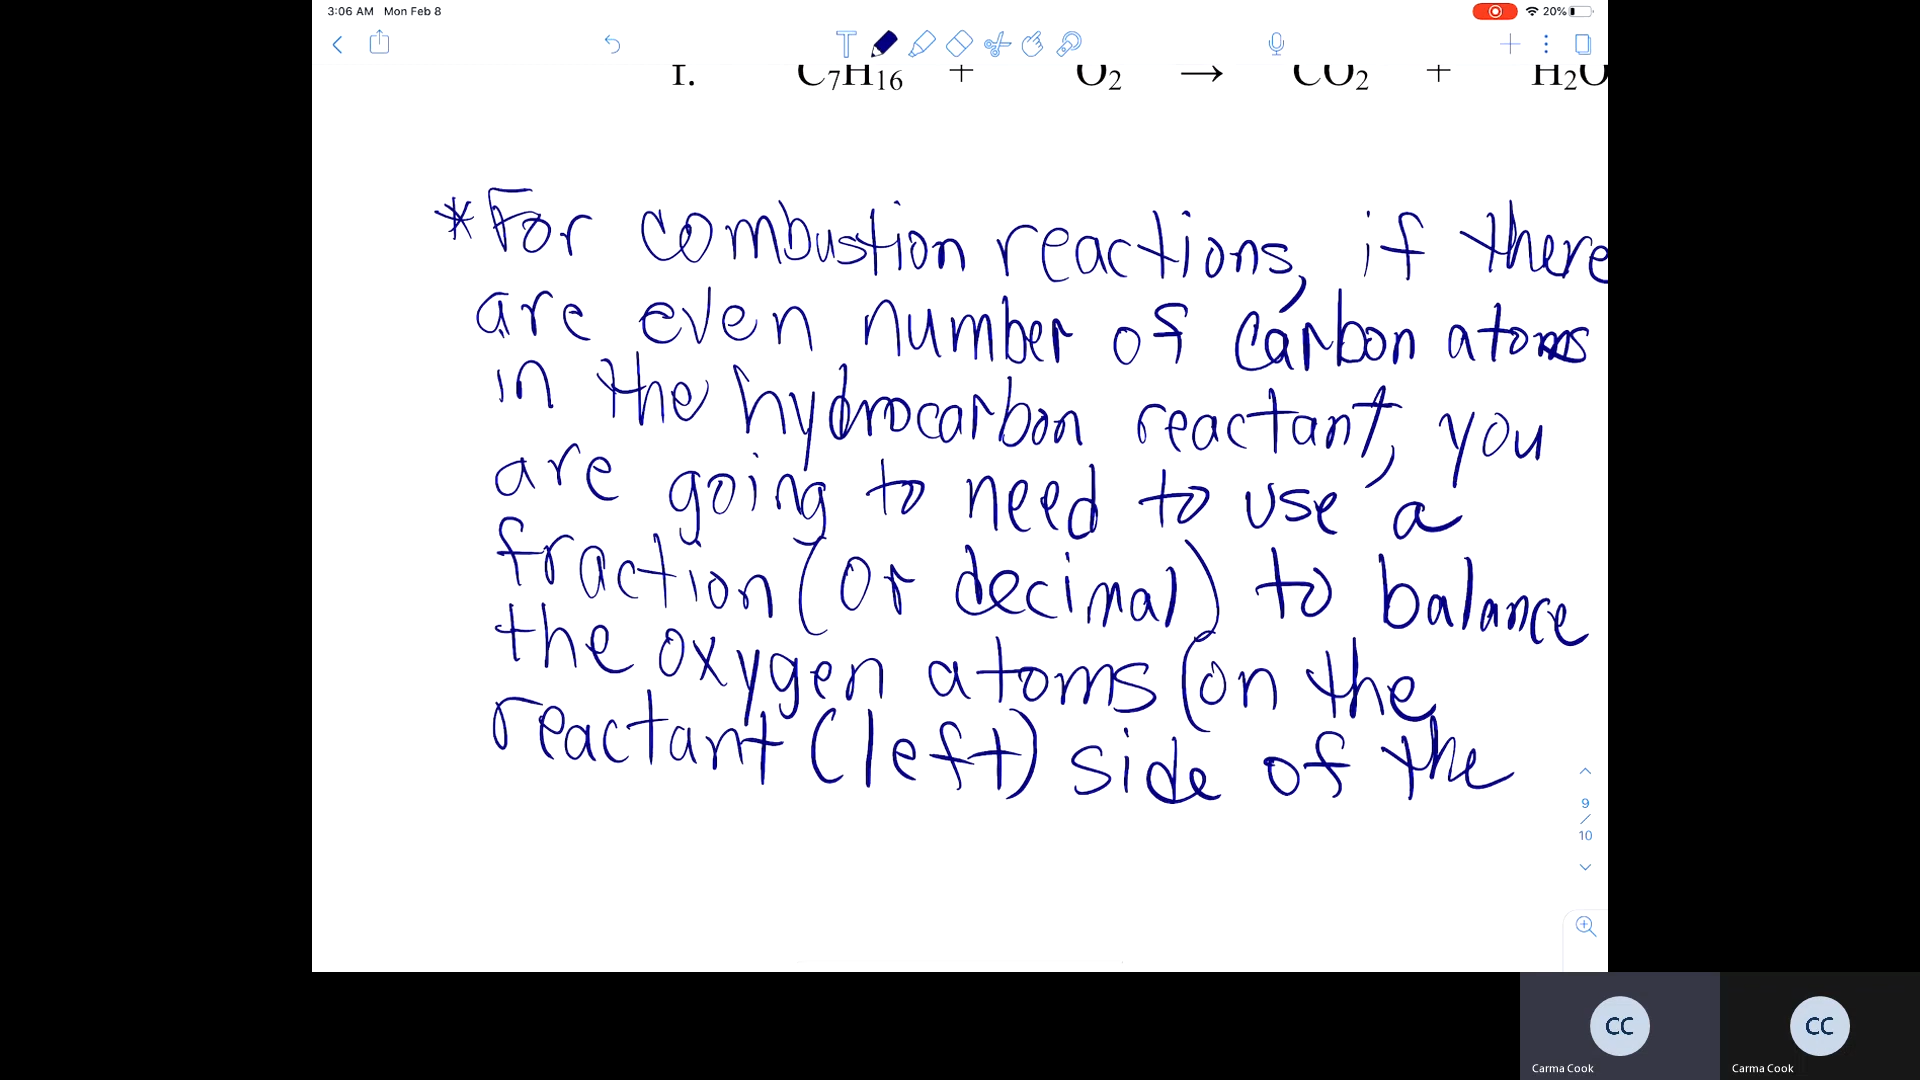 3:06 AM Mon Feb 8
20%
T
1. C7H16 + O2 → CO2 + H2O
*For combustion reactions, if there
are even number of carbon atoms
in the hydrocarbon reactant, you
are going to need to use a
fraction (or decimal) to balance
the oxygen atoms (on the
reactant (left) side of the
9
/
10
CC
CC
Carma Cook
Carma Cook